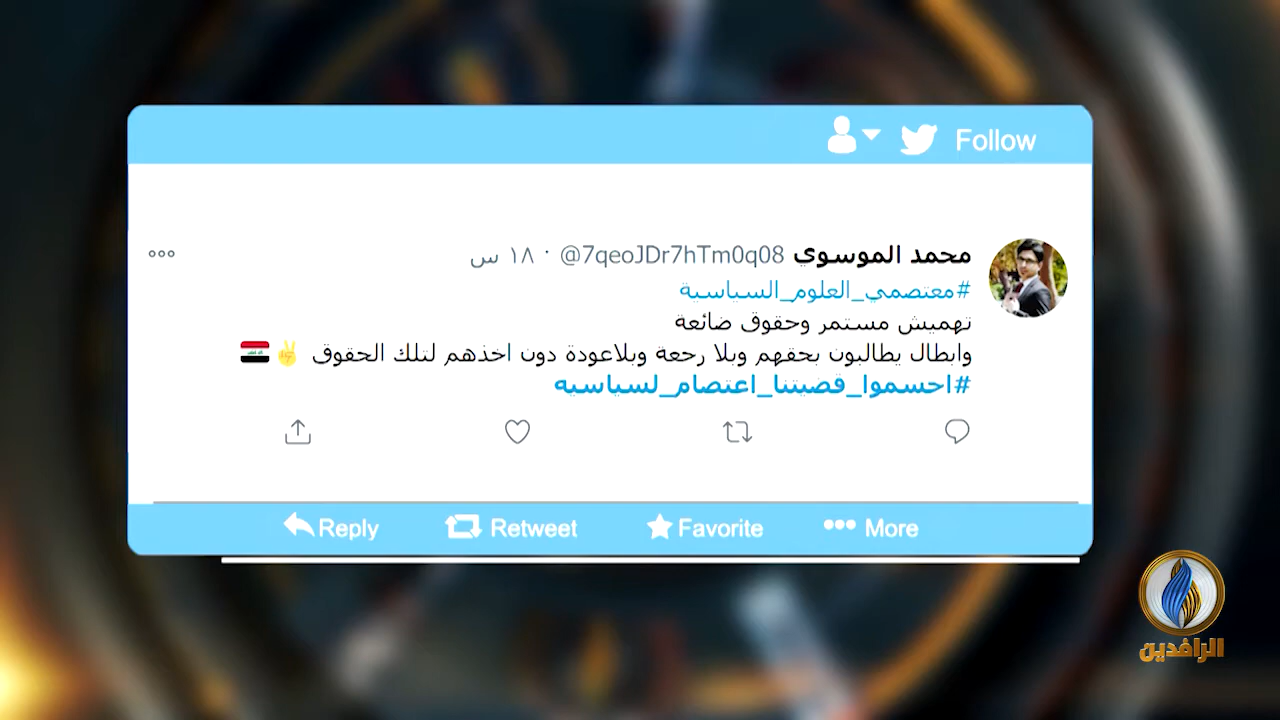 Follow
محمد الموسوي @7qeoJDr7hTm0q08 · ١٨ س
#معتصمي_العلوم_السياسية
تهميش مستمر وحقوق ضائعة
وابطال يطالبون بحقهم وبلا رحعة وبلاعودة دون اخذهم لتلك الحقوق ✌️🇮🇶
#احسموا_قضيتنا_اعتصام_لسياسيه
Reply Retweet Favorite More
الرافدين